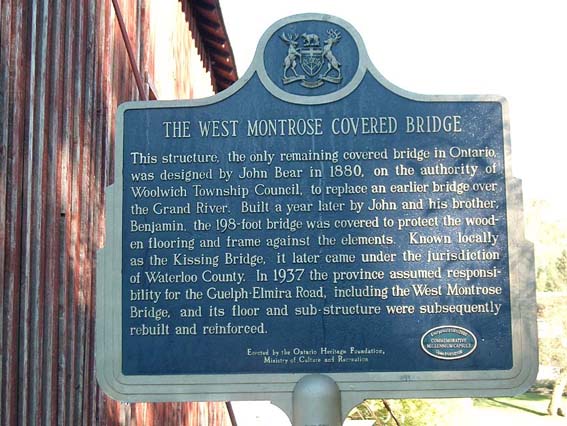 THE WEST MONTROSE COVERED BRIDGE
This structure, the only remaining covered bridge in Ontario,
was designed by John Bear in 1880, on the authority of
Woolwich Township Council, to replace an earlier bridge over
the Grand River. Built a year later by John and his brother,
Benjamin, the 198-foot bridge was covered to protect the wood-
en flooring and frame against the elements. Known locally
as the Kissing Bridge, it later came under the jurisdiction
of Waterloo County. In 1937 the province assumed responsi-
bility for the Guelph-Elmira Road, including the West Montrose
Bridge, and its floor and sub-structure were subsequently
rebuilt and reinforced.
Erected by the Ontario Heritage Foundation,
Ministry of Culture and Recreation
COMMEMORATIVE
MILLENNIUM CAPSULE